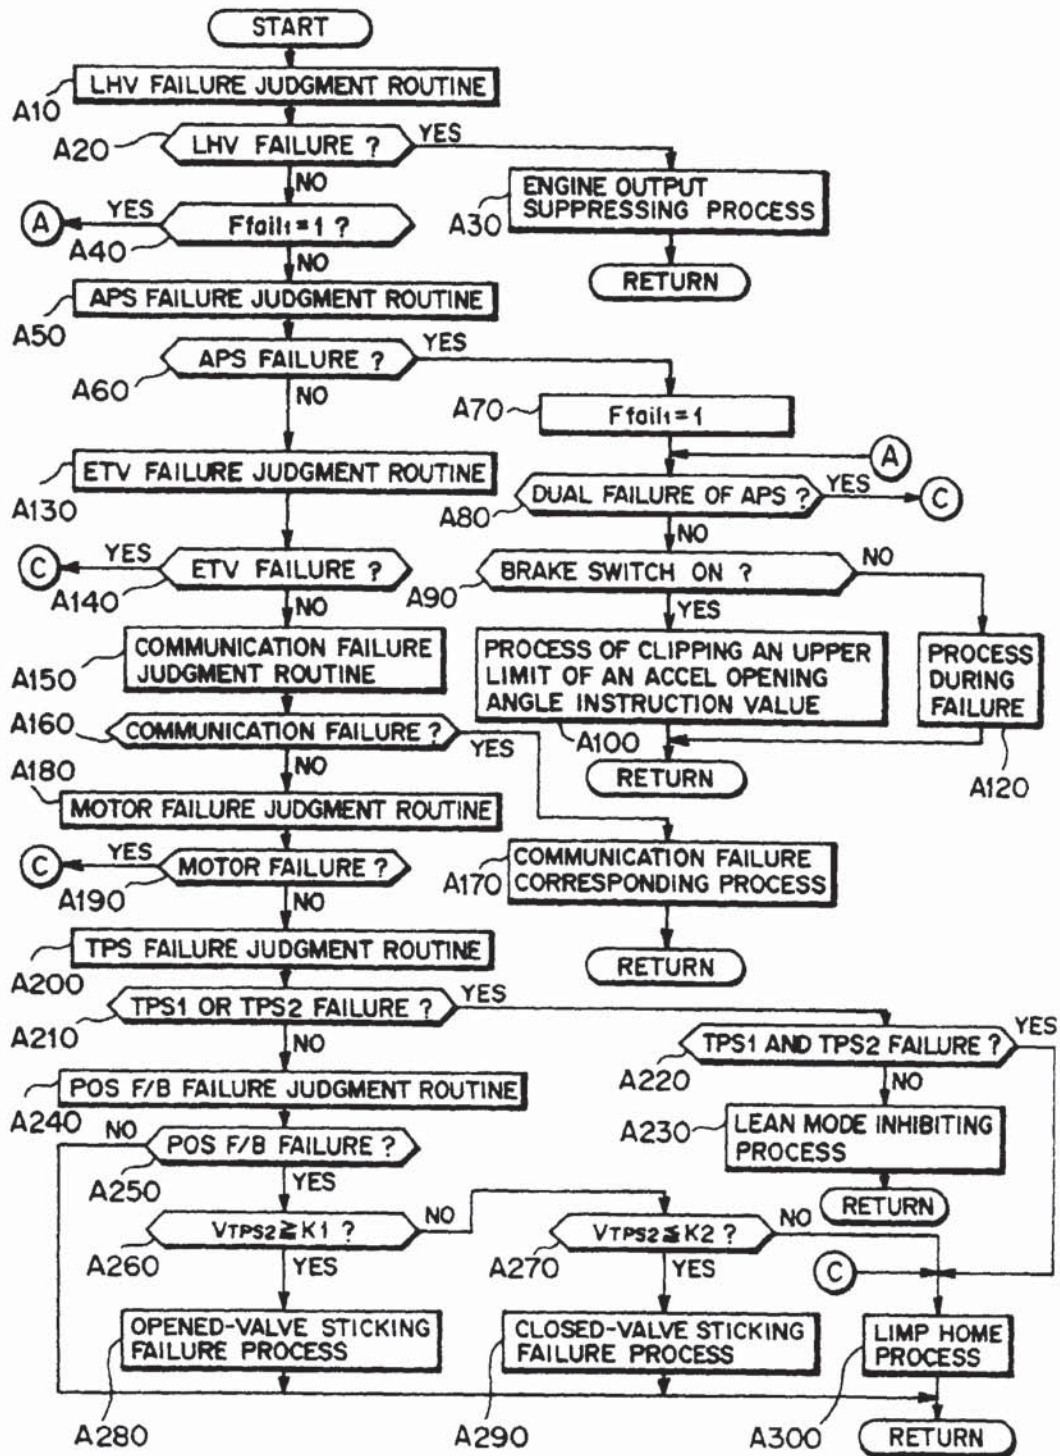 START
LHV FAILURE JUDGMENT ROUTINE
A10
A20
LHV FAILURE ?
YES
NO
ENGINE OUTPUT
SUPPRESSING PROCESS
A30
RETURN
A
YES
Ffail1=1 ?
A40
NO
APS FAILURE JUDGMENT ROUTINE
A50
APS FAILURE ?
YES
A60
NO
A70
Ffail1=1
A
ETV FAILURE JUDGMENT ROUTINE
A130
DUAL FAILURE OF APS ?
YES
C
A80
NO
C
YES
ETV FAILURE ?
A140
NO
A90
BRAKE SWITCH ON ?
NO
YES
COMMUNICATION FAILURE
JUDGMENT ROUTINE
A150
PROCESS OF CLIPPING AN UPPER
LIMIT OF AN ACCEL OPENING
ANGLE INSTRUCTION VALUE
A100
PROCESS
DURING
FAILURE
A120
RETURN
A160
COMMUNICATION FAILURE ?
YES
NO
A180
MOTOR FAILURE JUDGMENT ROUTINE
C
YES
MOTOR FAILURE ?
A190
NO
A170
COMMUNICATION FAILURE
CORRESPONDING PROCESS
RETURN
TPS FAILURE JUDGMENT ROUTINE
A200
TPS1 OR TPS2 FAILURE ?
YES
A210
NO
TPS1 AND TPS2 FAILURE ?
YES
A220
NO
POS F/B FAILURE JUDGMENT ROUTINE
A240
A230
LEAN MODE INHIBITING
PROCESS
RETURN
NO
POS F/B FAILURE ?
A250
YES
VTPS2≧K1 ?
NO
A260
YES
VTPS2≦K2 ?
NO
A270
YES
C
OPENED-VALVE STICKING
FAILURE PROCESS
A280
CLOSED-VALVE STICKING
FAILURE PROCESS
A290
LIMP HOME
PROCESS
A300
RETURN